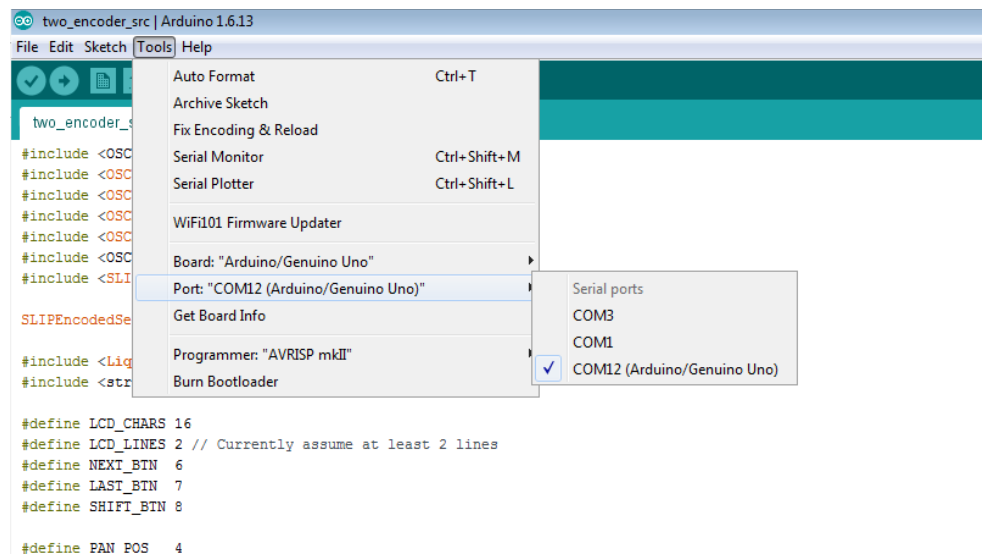 two_encoder_src | Arduino 1.6.13
File Edit Sketch Tools Help
two_encoder_s
Auto Format Ctrl+T
Archive Sketch
Fix Encoding & Reload
Serial Monitor Ctrl+Shift+M
Serial Plotter Ctrl+Shift+L
WiFi101 Firmware Updater
Board: "Arduino/Genuino Uno"
Port: "COM12 (Arduino/Genuino Uno)"
Get Board Info
Programmer: "AVRISP mkII"
Burn Bootloader
Serial ports
COM3
COM1
COM12 (Arduino/Genuino Uno)
#include <OSC
#include <OSC
#include <OSC
#include <OSC
#include <OSC
#include <OSC
#include <SLI
SLIPEncodedSe
#include <Liq
#include <str
#define LCD_CHARS 16
#define LCD_LINES 2 // Currently assume at least 2 lines
#define NEXT_BTN 6
#define LAST_BTN 7
#define SHIFT_BTN 8
#define PAN_POS 4